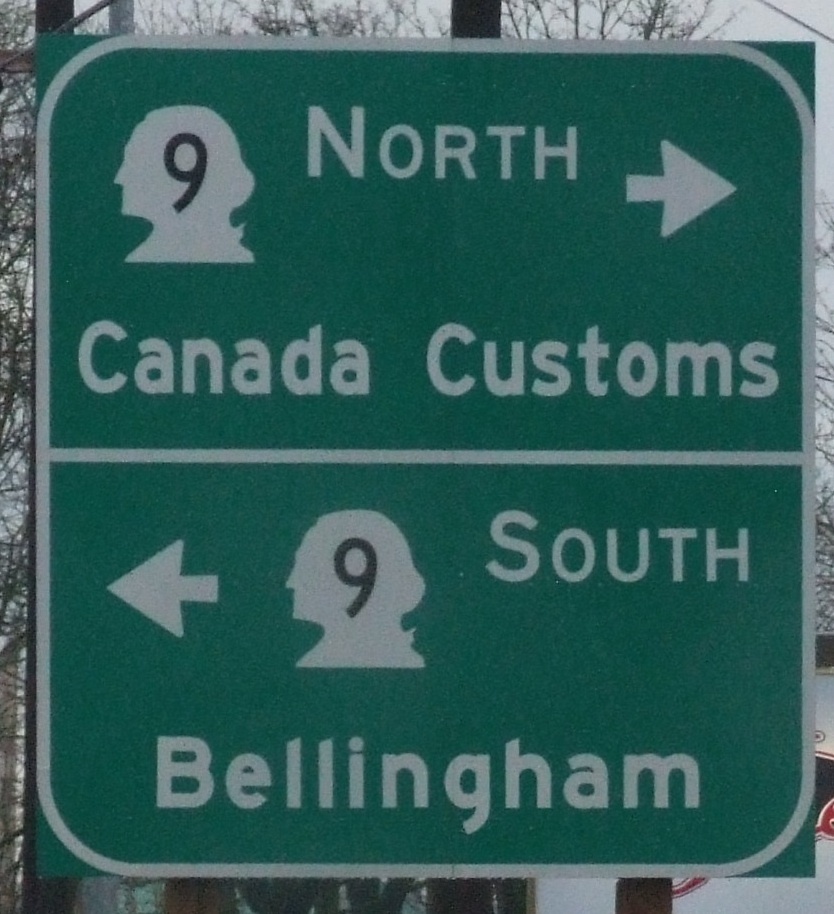 9 NORTH
Canada Customs
9 SOUTH
Bellingham